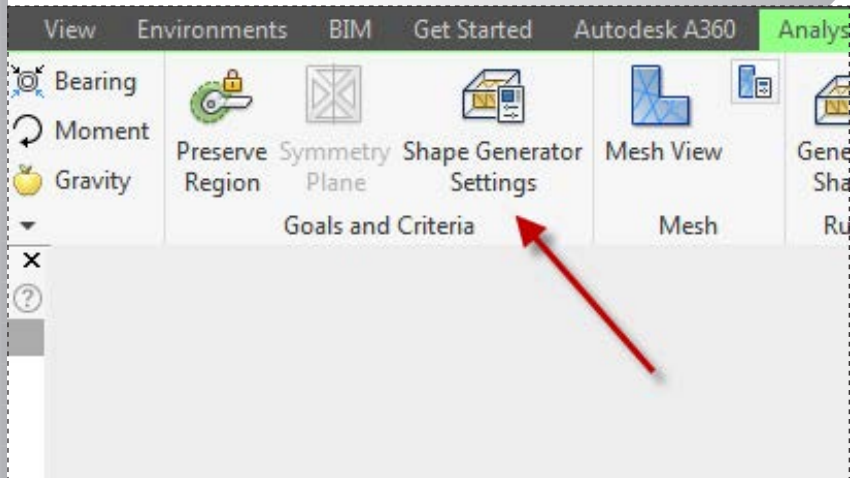 View Environments BIM Get Started Autodesk A360 Analys
Bearing
Moment
Gravity
Preserve Region
Symmetry Plane
Shape Generator Settings
Mesh View
Gene
Sha
Goals and Criteria
Mesh
Ru